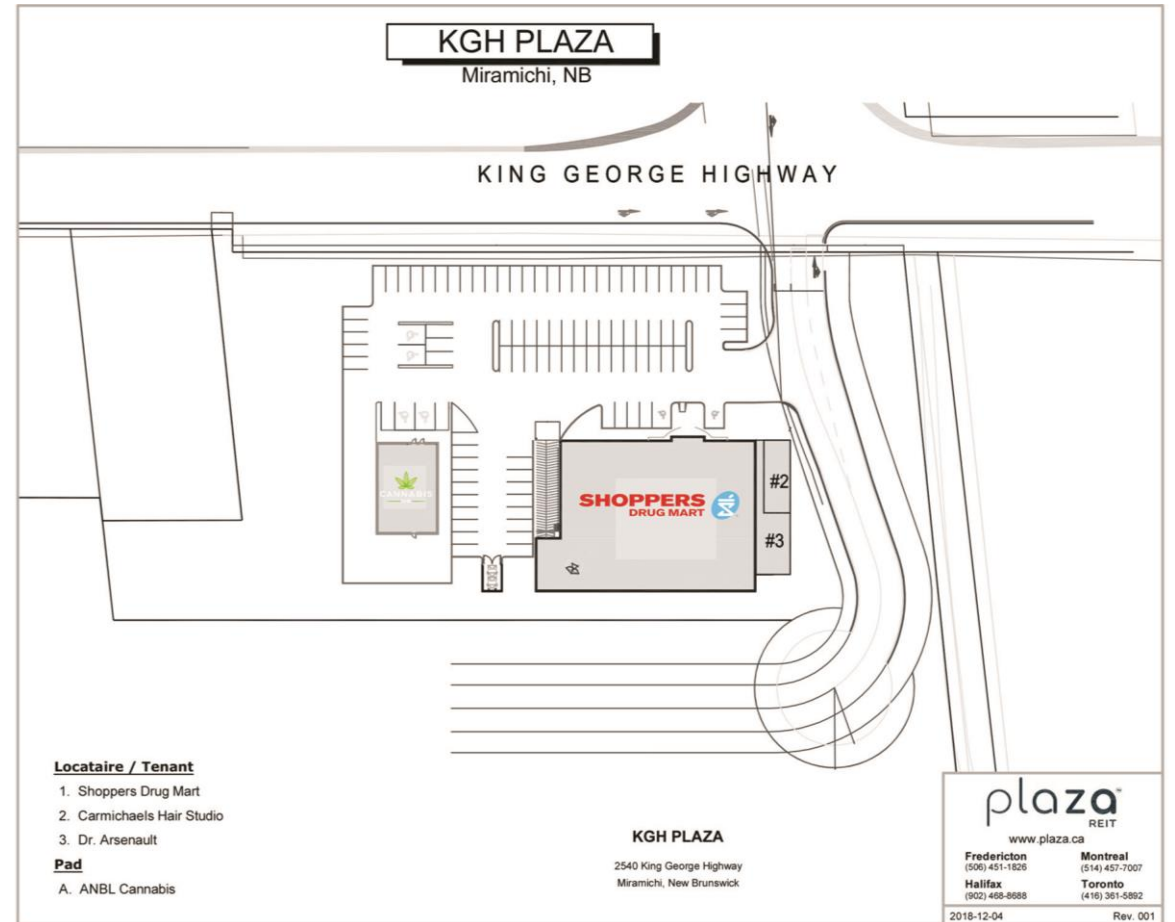 KGH PLAZA
Miramichi, NB
KING GEORGE HIGHWAY
CANNABIS
SHOPPERS
DRUG MART
#2
#3
Locataire / Tenant
1. Shoppers Drug Mart
2. Carmichaels Hair Studio
3. Dr. Arsenault
Pad
A. ANBL Cannabis
KGH PLAZA
2540 King George Highway
Miramichi, New Brunswick
plaza
REIT
www.plaza.ca
Fredericton Montreal
(506) 451-1826 (514) 457-7007
Halifax Toronto
(902) 468-8688 (416) 361-5892
2018-12-04 Rev. 001